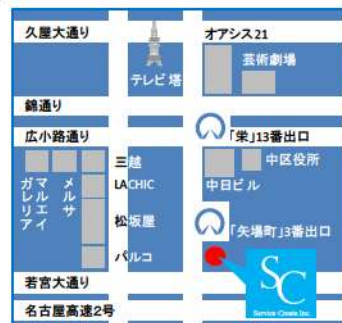 久屋大通り
オアシス21
テレビ塔
芸術劇場
錦通り
広小路通り
「栄」13番出口
三越
中区役所
LACHIC
中日ビル
ガレリア
マルエイ
メルサ
松坂屋
「矢場町」3番出口
パルコ
SC
Service Create Inc.
若宮大通り
名古屋高速2号